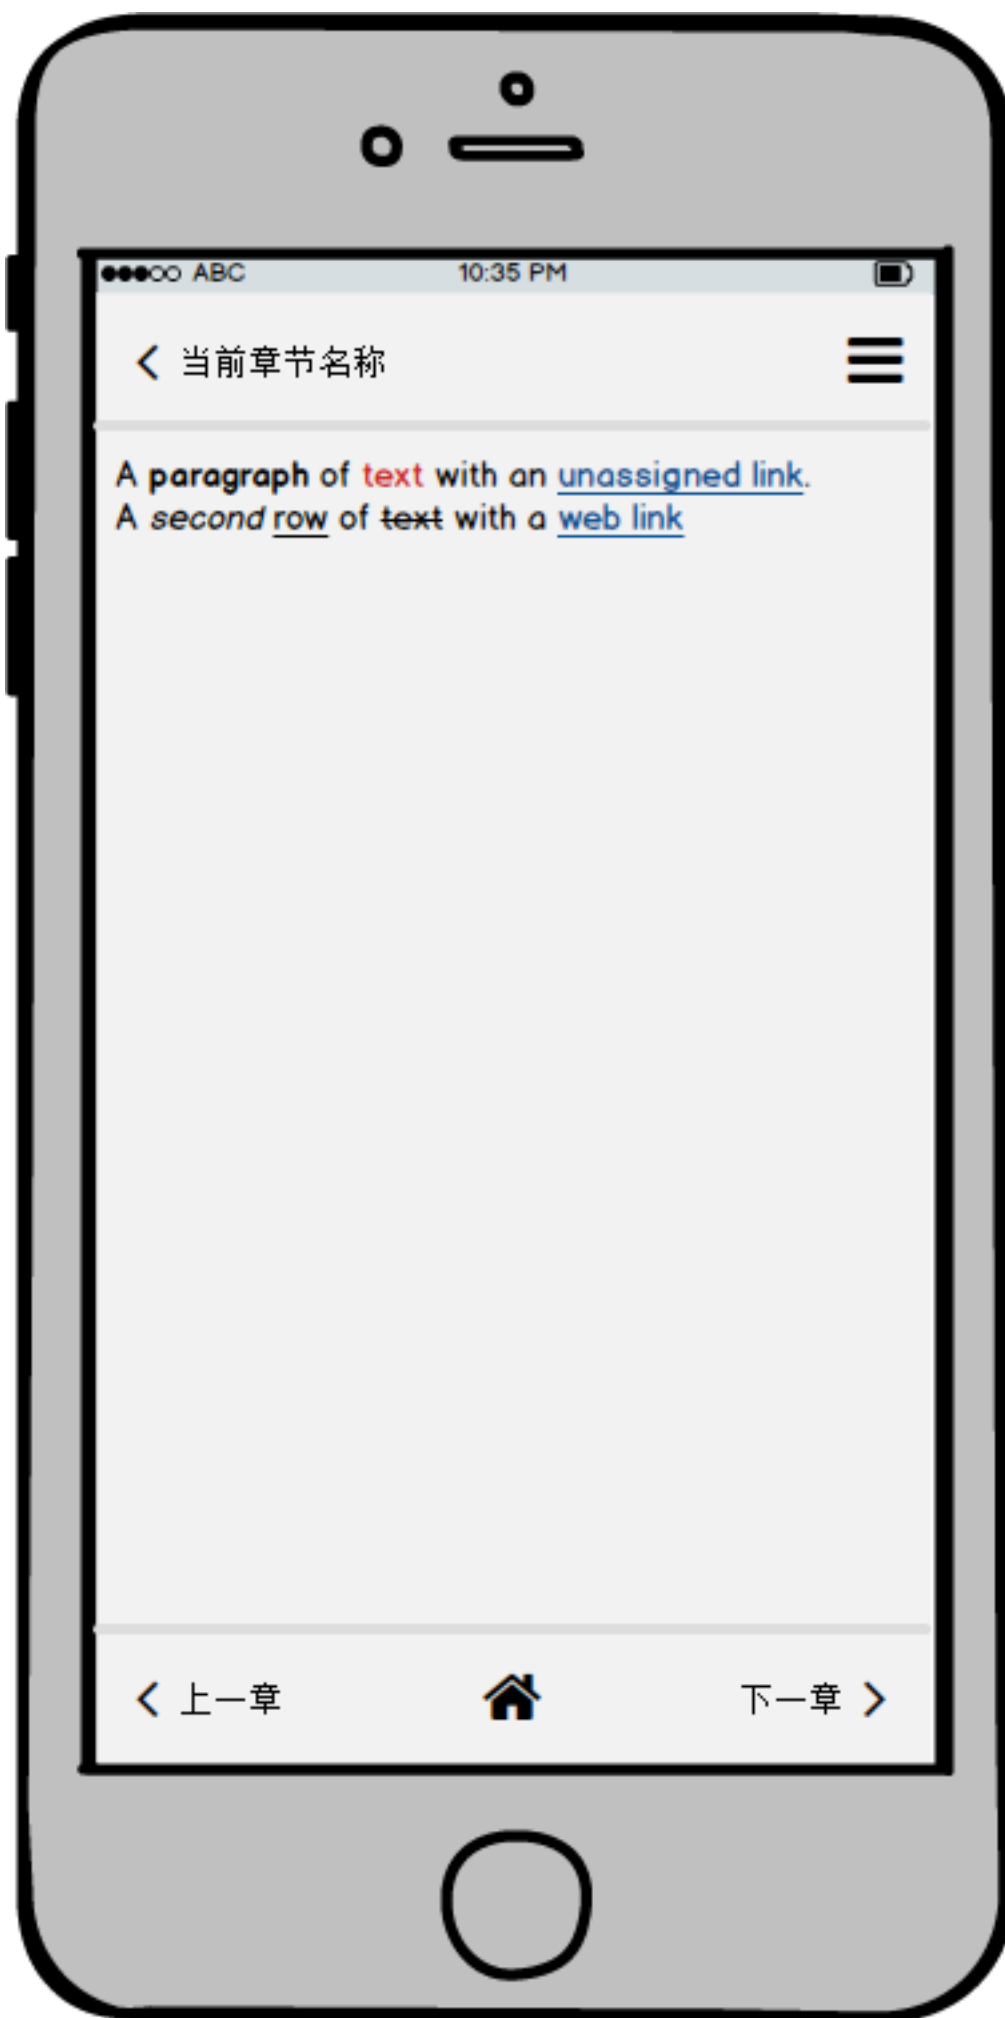 ABC 10:35 PM
当前章节名称
A paragraph of text with an unassigned link.
A second row of text with a web link
上一章 下一章